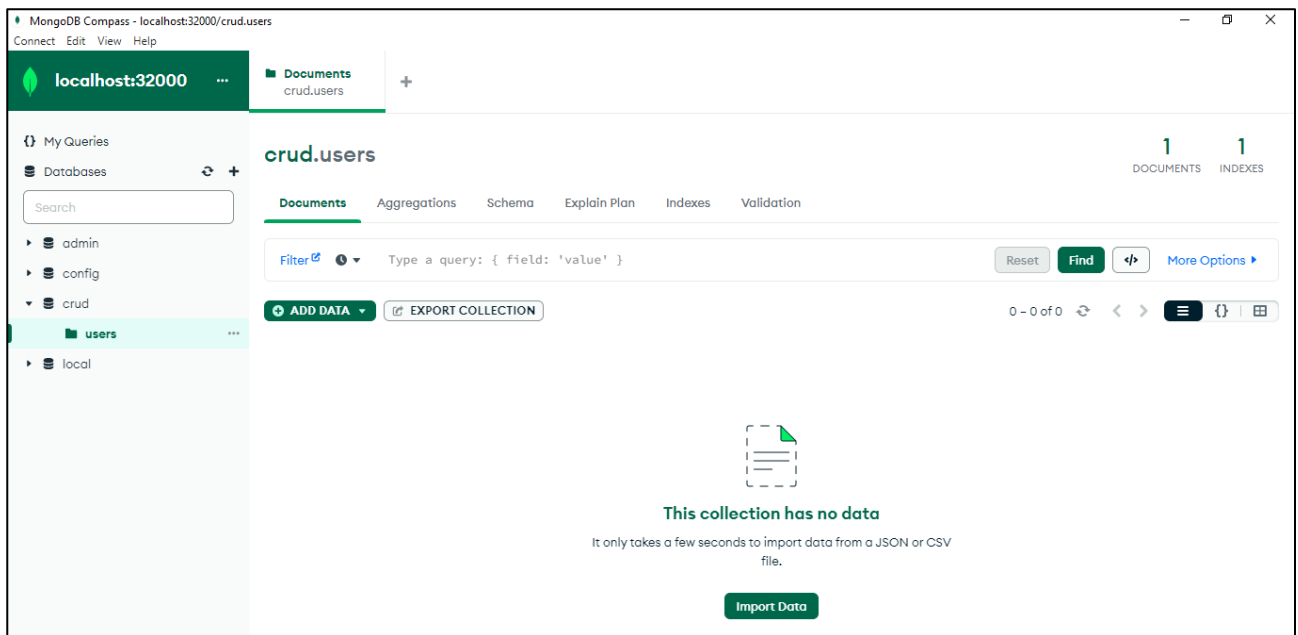 MongoDB Compass - localhost:32000/crud.users
Connect Edit View Help
localhost:32000 ...
Documents
crud.users
+
{} My Queries
Databases
+
Search
admin
config
crud
users
...
local
crud.users
1
DOCUMENTS
1
INDEXES
Documents Aggregations Schema Explain Plan Indexes Validation
Filter Type a query: { field: 'value' } Reset Find </> More Options
ADD DATA EXPORT COLLECTION 0 – 0 of 0 {}
This collection has no data
It only takes a few seconds to import data from a JSON or CSV
file.
Import Data